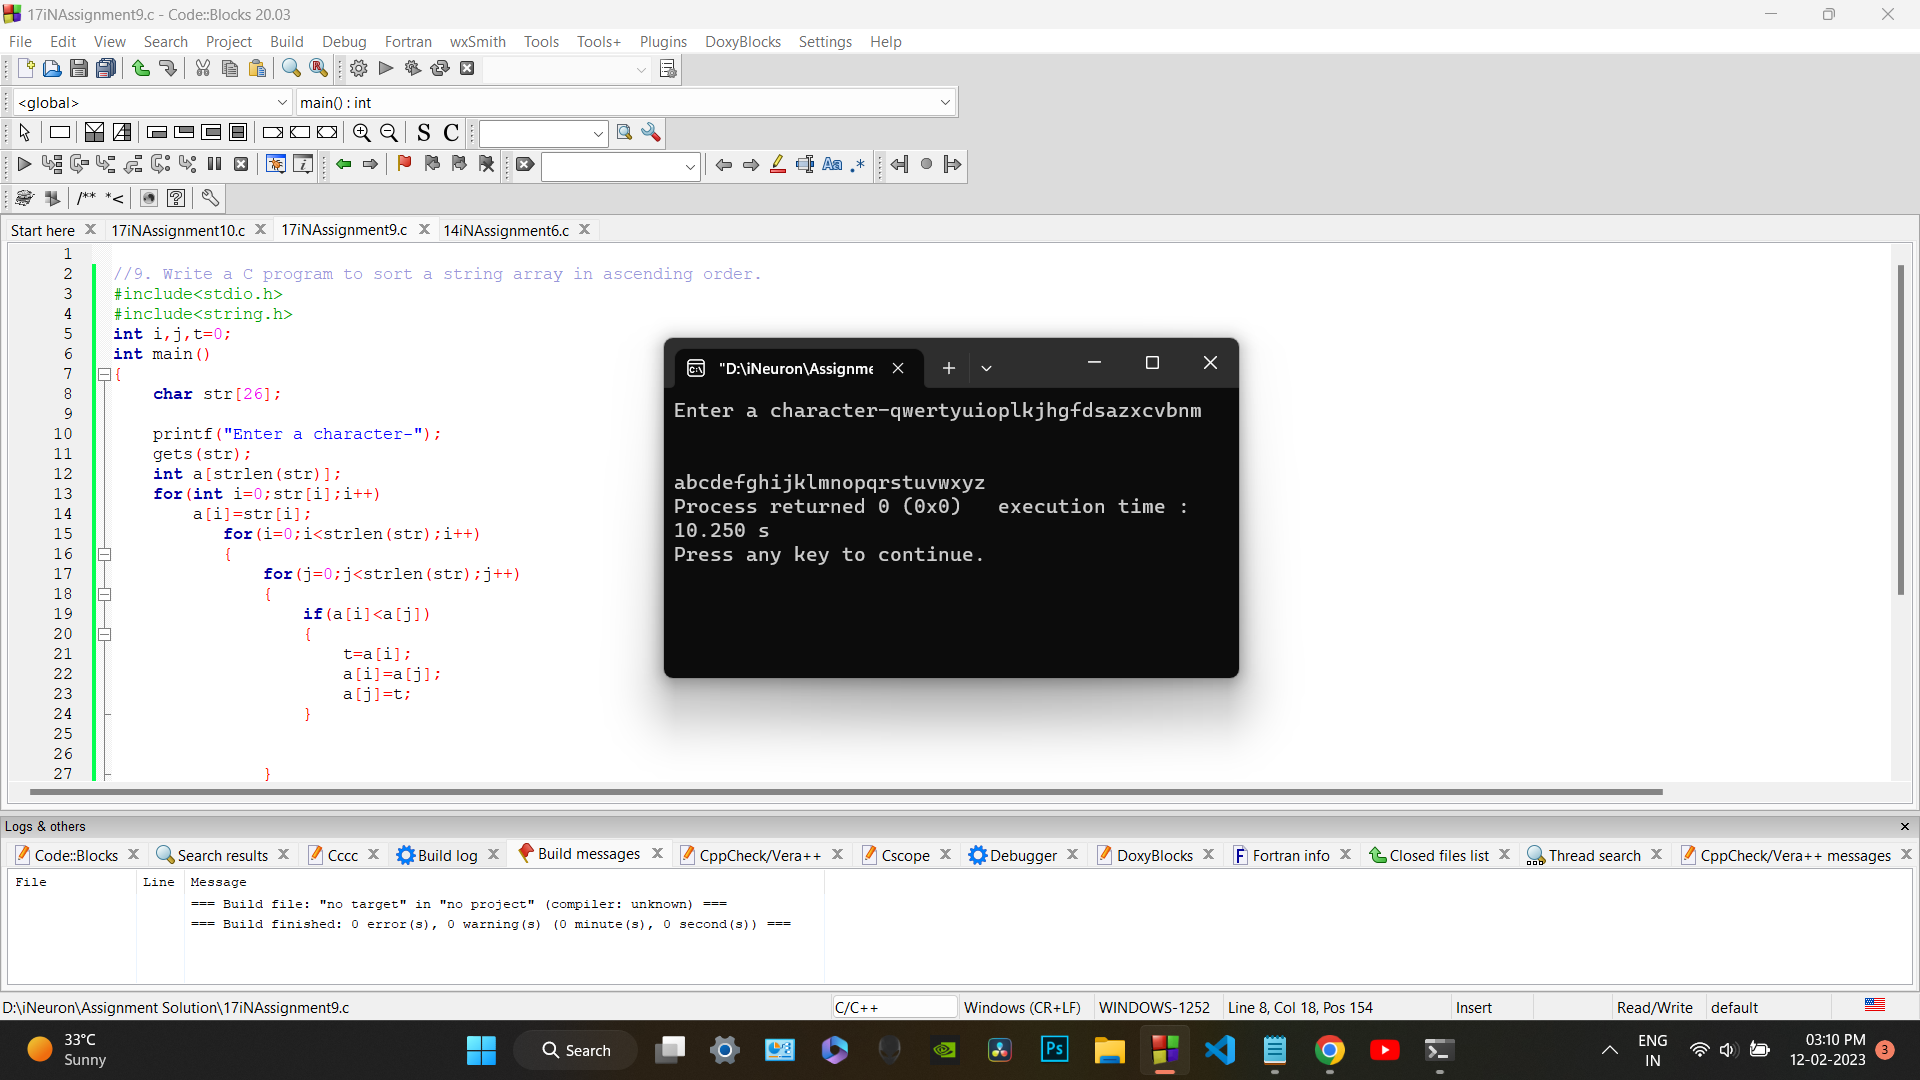 17iNAssignment9.c - Code::Blocks 20.03
File Edit View Search Project Build Debug Fortran wxSmith Tools Tools+ Plugins DoxyBlocks Settings Help
<global> main() : int
S C
Aa .*
/** *<
Start here 17iNAssignment10.c 17iNAssignment9.c 14iNAssignment6.c
1
2 //9. Write a C program to sort a string array in ascending order.
3 #include<stdio.h>
4 #include<string.h>
5 int i,j,t=0;
6 int main()
7 {
8 char str[26];
9
10 printf("Enter a character-");
11 gets(str);
12 int a[strlen(str)];
13 for(int i=0;str[i];i++)
14 a[i]=str[i];
15 for(i=0;i<strlen(str);i++)
16 {
17 for(j=0;j<strlen(str);j++)
18 {
19 if(a[i]<a[j])
20 {
21 t=a[i];
22 a[i]=a[j];
23 a[j]=t;
24 }
25
26
27 }
"D:\iNeuron\Assignme
Enter a character-qwertyuioplkjhgfdsazxcvbnm
abcdefghijklmnopqrstuvwxyz
Process returned 0 (0x0)   execution time :
10.250 s
Press any key to continue.
Logs & others
Code::Blocks Search results Cccc Build log Build messages CppCheck/Vera++ Cscope Debugger DoxyBlocks Fortran info Closed files list Thread search CppCheck/Vera++ messages
File Line Message
=== Build file: "no target" in "no project" (compiler: unknown) ===
=== Build finished: 0 error(s), 0 warning(s) (0 minute(s), 0 second(s)) ===
D:\iNeuron\Assignment Solution\17iNAssignment9.c C/C++ Windows (CR+LF) WINDOWS-1252 Line 8, Col 18, Pos 154 Insert Read/Write default
33°C
Sunny
Search
Ps
ENG
IN
03:10 PM
12-02-2023
3